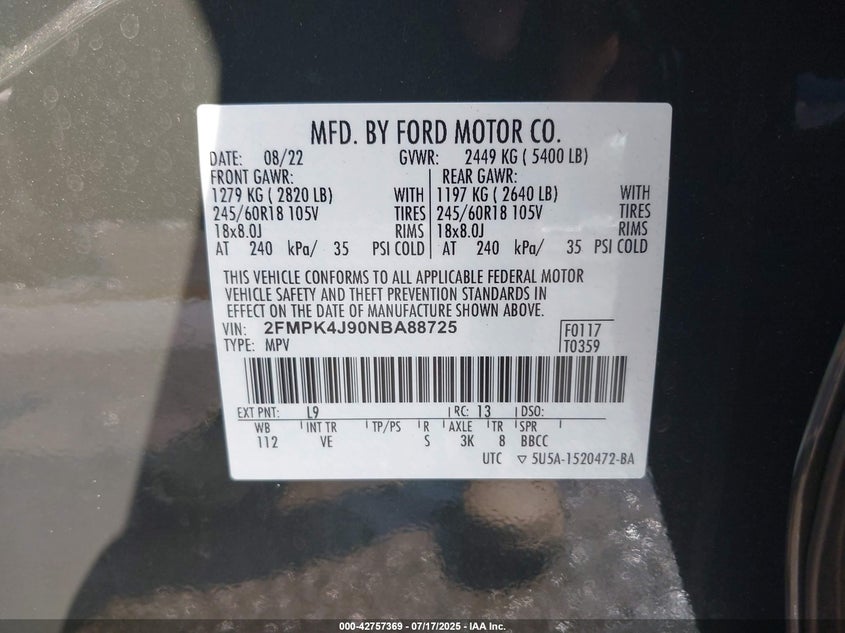 MFD. BY FORD MOTOR CO.
DATE: 08/22 GVWR: 2449 KG ( 5400 LB)
FRONT GAWR: REAR GAWR:
1279 KG ( 2820 LB) WITH 1197 KG ( 2640 LB) WITH
245/60R18 105V TIRES 245/60R18 105V TIRES
18x8.0J RIMS 18x8.0J RIMS
AT 240 kPa/ 35 PSI COLD AT 240 kPa/ 35 PSI COLD
THIS VEHICLE CONFORMS TO ALL APPLICABLE FEDERAL MOTOR
VEHICLE SAFETY AND THEFT PREVENTION STANDARDS IN
EFFECT ON THE DATE OF MANUFACTURE SHOWN ABOVE.
VIN: 2FMPK4J90NBA88725 F0117
TYPE: MPV T0359
EXT PNT: L9 RC: 13 DSO:
WB INT TR TP/PS R AXLE TR SPR
112 VE S 3K 8 BBCC
UTC ▽ 5U5A-1520472-BA
000-42757369 / 07/17/2025 - IAA Inc.